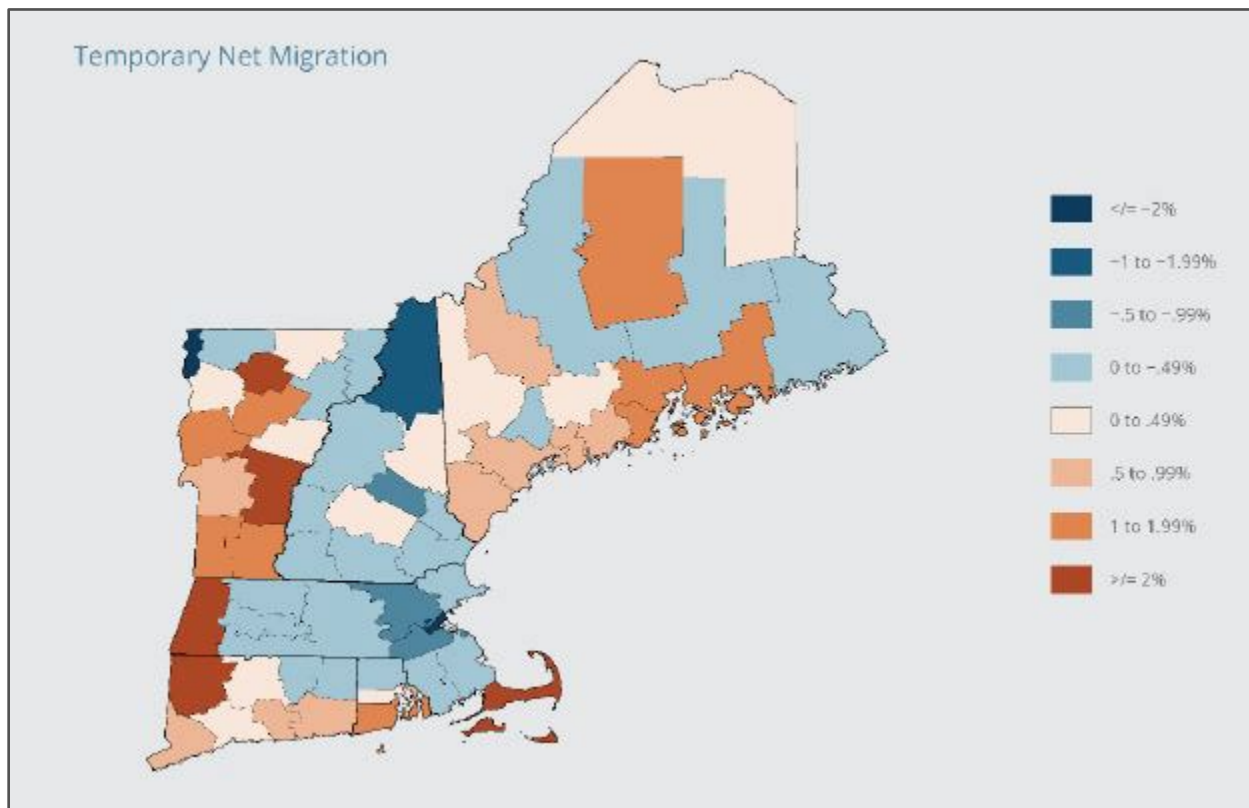 Temporary Net Migration
</= −2%
−1 to −1.99%
−.5 to −.99%
0 to −.49%
0 to .49%
.5 to .99%
1 to 1.99%
>/= 2%